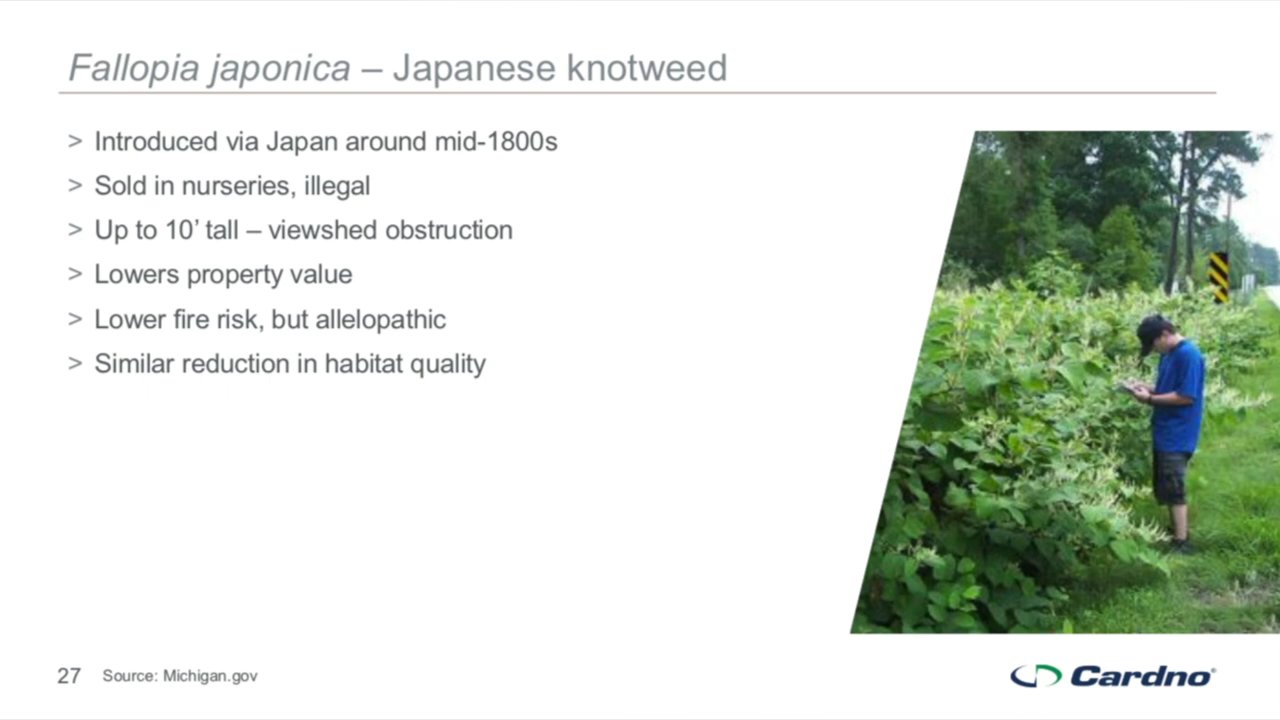 Fallopia japonica – Japanese knotweed
> Introduced via Japan around mid-1800s
> Sold in nurseries, illegal
> Up to 10’ tall – viewshed obstruction
> Lowers property value
> Lower fire risk, but allelopathic
> Similar reduction in habitat quality
27 Source: Michigan.gov
Cardno®